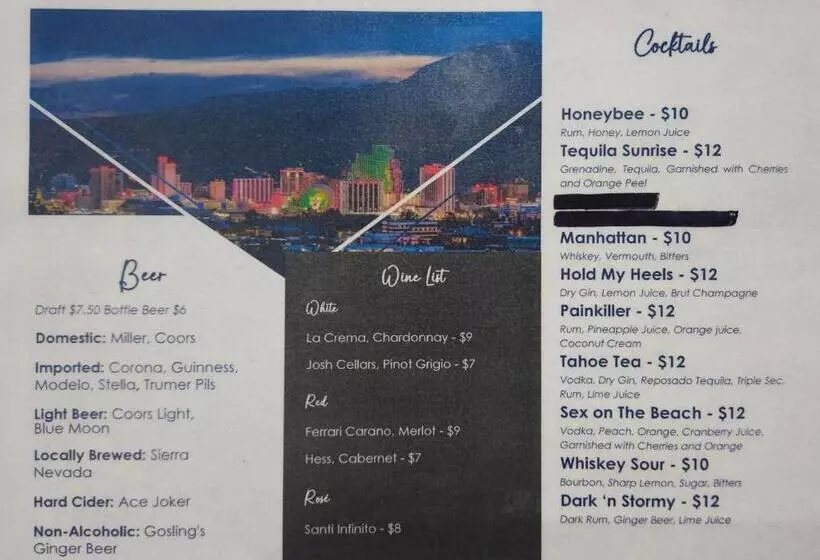 Beer
Draft $7.50 Bottle Beer $6
Domestic: Miller, Coors
Imported: Corona, Guinness,
Modelo, Stella, Trumer Pils
Light Beer: Coors Light,
Blue Moon
Locally Brewed: Sierra
Nevada
Hard Cider: Ace Joker
Non-Alcoholic: Gosling's
Ginger Beer
Wine List
White
La Crema, Chardonnay - $9
Josh Cellars, Pinot Grigio - $7
Red
Ferrari Carano, Merlot - $9
Hess, Cabernet - $7
Rosé
Santi Infinito - $8
Cocktails
Honeybee - $10
Rum, Honey, Lemon Juice
Tequila Sunrise - $12
Grenadine, Tequila, Garnished with Cherries
and Orange Peel
Manhattan - $10
Whiskey, Vermouth, Bitters
Hold My Heels - $12
Dry Gin, Lemon Juice, Brut Champagne
Painkiller - $12
Rum, Pineapple Juice, Orange juice,
Coconut Cream
Tahoe Tea - $12
Vodka, Dry Gin, Reposado Tequila, Triple Sec,
Rum, Lime Juice
Sex on The Beach - $12
Vodka, Peach, Orange, Cranberry Juice,
Garnished with Cherries and Orange
Whiskey Sour - $10
Bourbon, Sharp Lemon, Sugar, Bitters
Dark 'n Stormy - $12
Dark Rum, Ginger Beer, Lime Juice